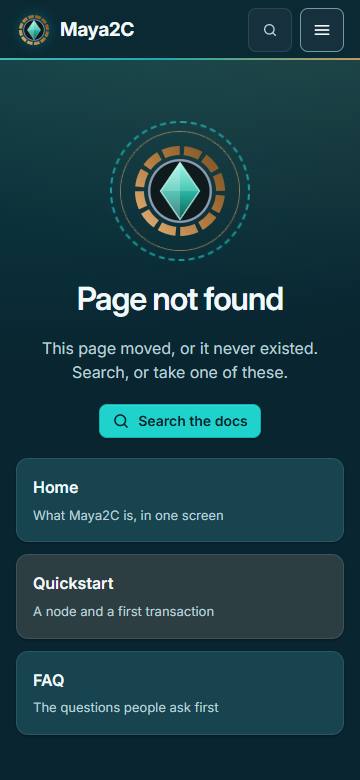 Maya2C
Page not found
This page moved, or it never existed.
Search, or take one of these.
Search the docs
Home
What Maya2C is, in one screen
Quickstart
A node and a first transaction
FAQ
The questions people ask first